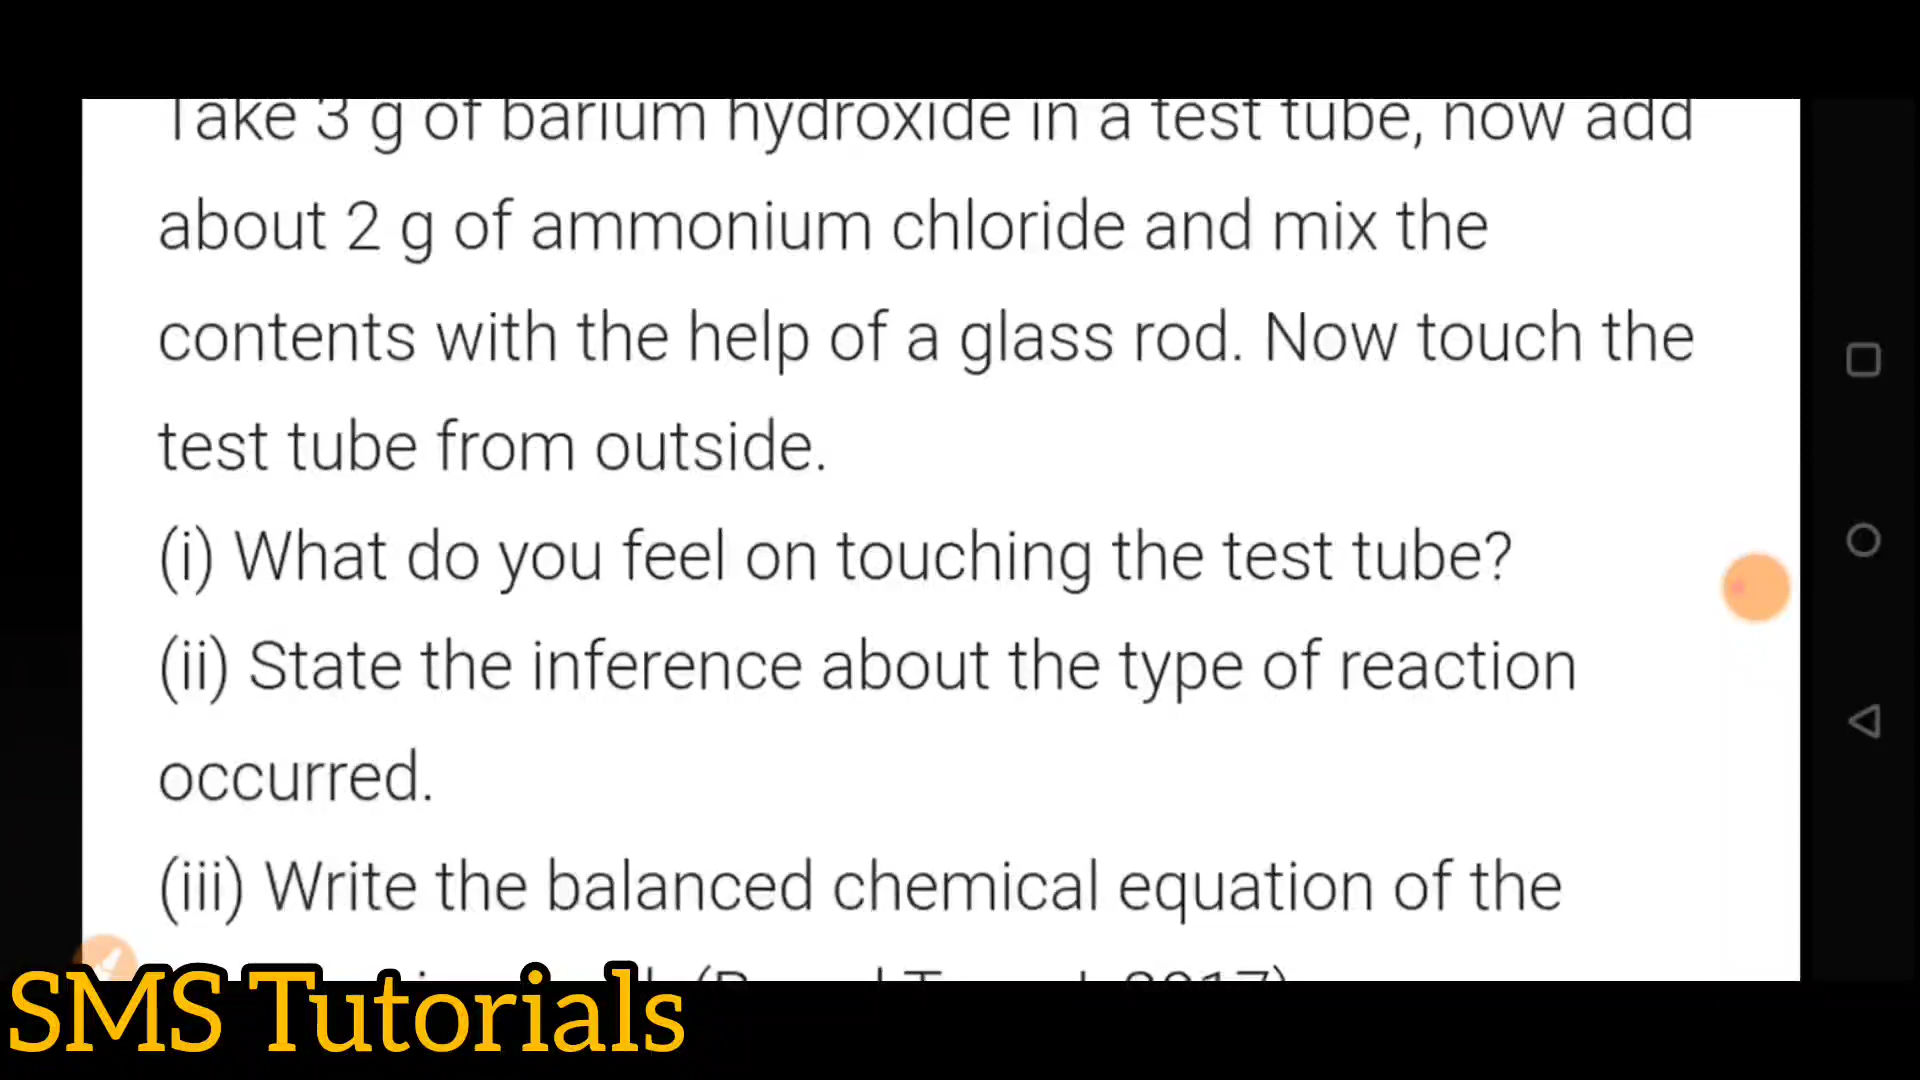 Take 3 g of barium hydroxide in a test tube, now add
about 2 g of ammonium chloride and mix the
contents with the help of a glass rod. Now touch the
test tube from outside.
(i) What do you feel on touching the test tube?
(ii) State the inference about the type of reaction
occurred.
(iii) Write the balanced chemical equation of the
SMS Tutorials